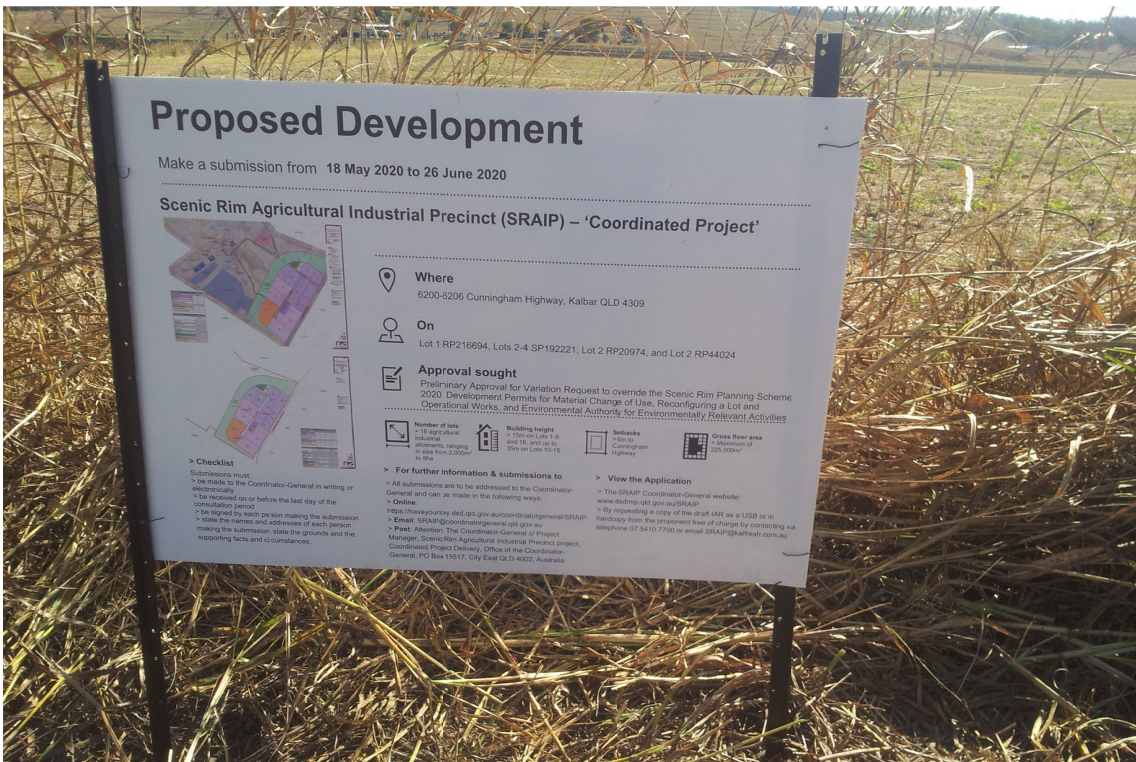 Proposed Development
Make a submission from 18 May 2020 to 26 June 2020
Scenic Rim Agricultural Industrial Precinct (SRAIP) – ‘Coordinated Project’
Where
6200-6206 Cunningham Highway, Kalbar QLD 4309
On
Lot 1 RP216694, Lots 2-4 SP192221, Lot 2 RP20974, and Lot 2 RP44024
Approval sought
Preliminary Approval for Variation Request to override the Scenic Rim Planning Scheme
2020. Development Permits for Material Change of Use, Reconfiguring a Lot and
Operational Works, and Environmental Authority for Environmentally Relevant Activities
Number of lots
> 16 agricultural
industrial
allotments, ranging
in size from 2,000m²
to 5ha
Building height
> 15m on Lots 1-9
and 16, and up to
35m on Lots 10-15
Setbacks
> 6m to
Cunningham
Highway
Gross floor area
> Maximum of
225,000m²
> Checklist
Submissions must:
> be made to the Coordinator-General in writing or
electronically
> be received on or before the last day of the
consultation period
> be signed by each person making the submission
> state the names and addresses of each person
making the submission, state the grounds and the
supporting facts and circumstances.
> For further information & submissions to
> All submissions are to be addressed to the Coordinator-
General and can be made in the following ways:
> Online:
https://haveyoursay.dsd.qld.gov.au/coordinatorgeneral/SRAIP
> Email: SRAIP@coordinatorgeneral.qld.gov.au
> Post: Attention: The Coordinator-General c/ Project
Manager, Scenic Rim Agricultural Industrial Precinct project,
Coordinated Project Delivery, Office of the Coordinator-
General, PO Box 15517, City East QLD 4002, Australia
> View the Application
> The SRAIP Coordinator-General website:
www.dsdmip.qld.gov.au/SRAIP
> By requesting a copy of the draft IAR as a USB or in
hardcopy from the proponent free of charge by contacting via
telephone 07 5410 7700 or email SRAIP@kalfresh.com.au